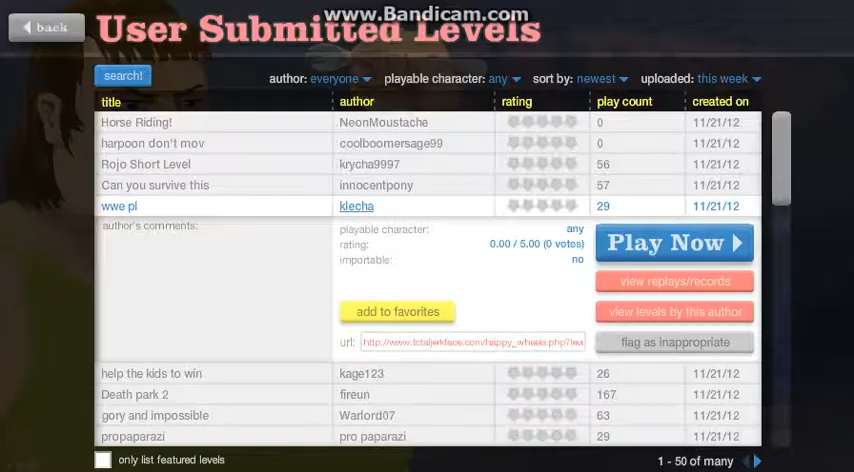 www.Bandicam.com
back
User Submitted Levels
search!
author: everyone playable character: any sort by: newest uploaded: this week
title author rating play count created on
Horse Riding! NeonMoustache 0 11/21/12
harpoon don't mov coolboomersage99 0 11/21/12
Rojo Short Level krycha9997 56 11/21/12
Can you survive this innocentpony 57 11/21/12
wwe pl klecha 29 11/21/12
author's comments:
playable character: any
rating: 0.00 / 5.00 (0 votes)
importable: no
Play Now
view replays/records
add to favorites
view levels by this author
url: http://www.totaljerkface.com/happy_wheels.php?lev
flag as inappropriate
help the kids to win kage123 26 11/21/12
Death park 2 fireun 167 11/21/12
gory and impossible Warlord07 63 11/21/12
propaparazi pro paparazi 29 11/21/12
only list featured levels 1 - 50 of many